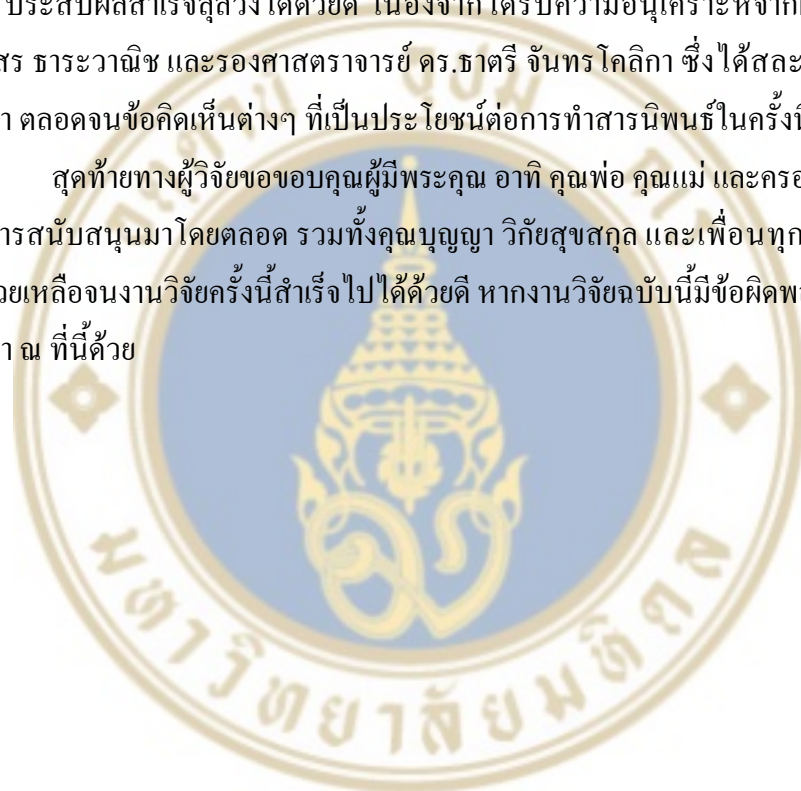 ประสบผลสำเร็จลุล่วงได้ด้วยดี เนื่องจากได้รับความอนุเคราะห์จาก
สร ธาระวาณิช และรองศาสตราจารย์ ดร.ธาตรี จันทรโคลิกา ซึ่งได้สละ
า ตลอดจนข้อคิดเห็นต่างๆ ที่เป็นประโยชน์ต่อการทำสารนิพนธ์ในครั้งนี้
สุดท้ายทางผู้วิจัยขอขอบคุณผู้มีพระคุณ อาทิ คุณพ่อ คุณแม่ และครอ
ารสนับสนุนมาโดยตลอด รวมทั้งคุณบุญญา วิกัยสุขสกุล และเพื่อนทุก
วยเหลือจนงานวิจัยครั้งนี้สำเร็จไปได้ด้วยดี หากงานวิจัยฉบับนี้มีข้อผิดพ
า ณ ที่นี้ด้วย
มหาวิทยาลัยมหิดล